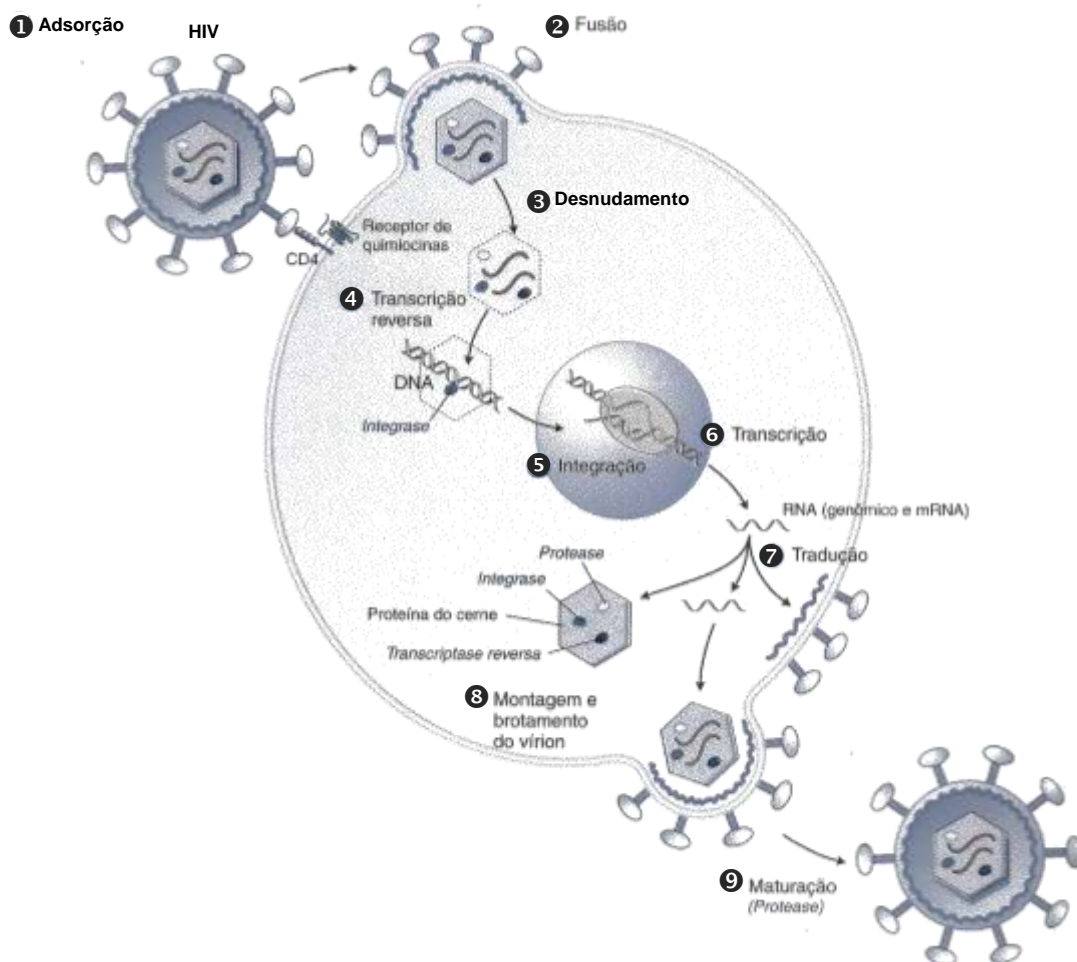 ❶ Adsorção
HIV
❷ Fusão
❸ Desnudamento
Receptor de
quimiocinas
CD4
❹ Transcrição
reversa
DNA
Integrase
❺ Integração
❻ Transcrição
RNA (genômico e mRNA)
❼ Tradução
Protease
Integrase
Proteína do cerne
Transcriptase reversa
❽ Montagem e
brotamento
do vírion
❾ Maturação
(Protease)